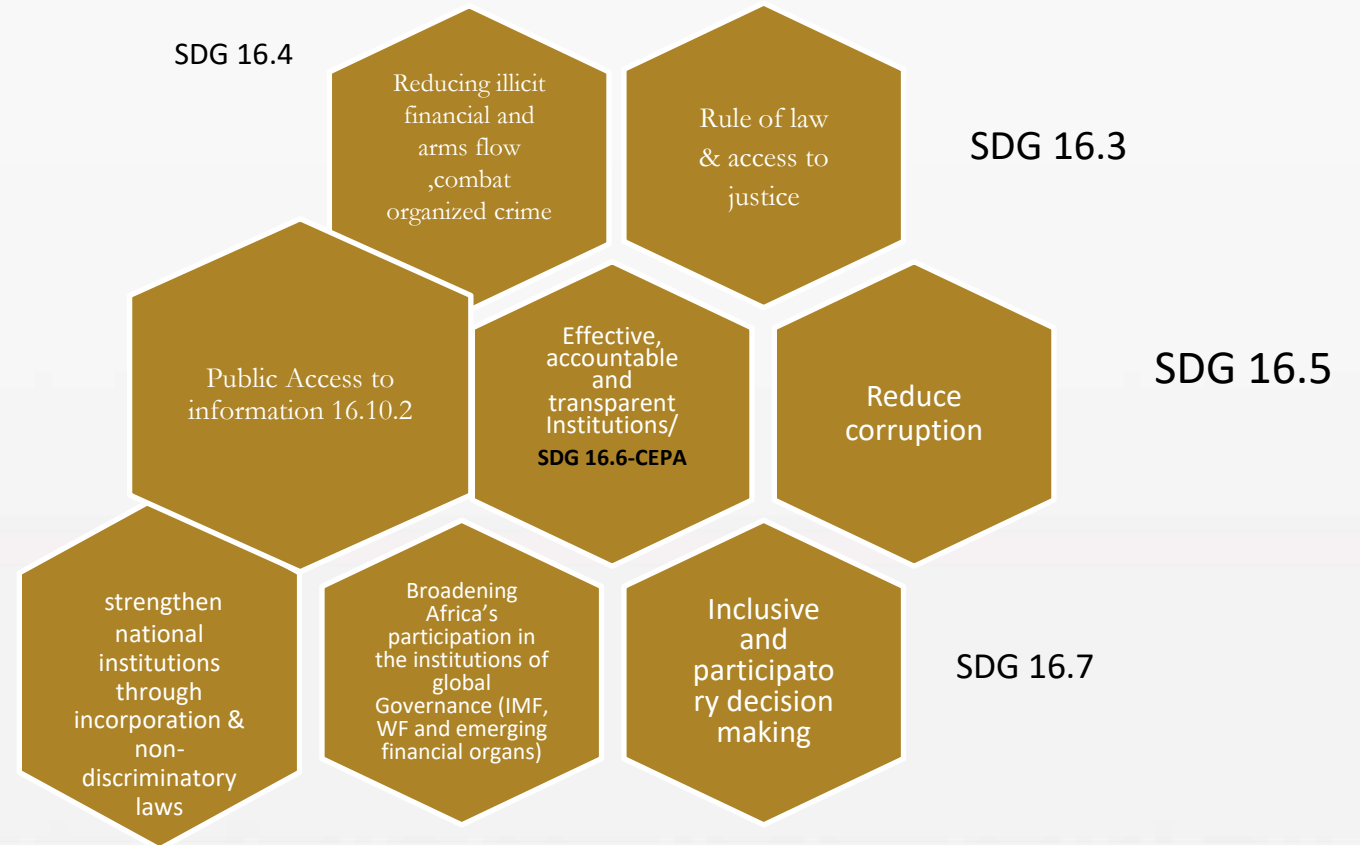 SDG 16.4
Reducing illicit
financial and
arms flow
,combat
organized crime
Rule of law
& access to
justice
SDG 16.3
Public Access to
information 16.10.2
Effective,
accountable
and
transparent
Institutions/
SDG 16.6-CEPA
Reduce
corruption
SDG 16.5
strengthen
national
institutions
through
incorporation &
non-
discriminatory
laws
Broadening
Africa’s
participation in
the institutions of
global
Governance (IMF,
WF and emerging
financial organs)
Inclusive
and
participato
ry decision
making
SDG 16.7